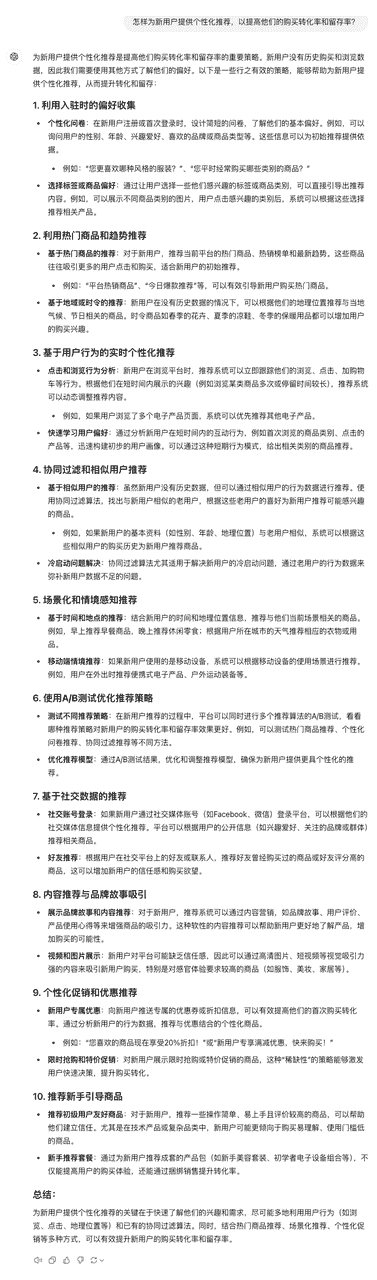 怎样为新用户提供个性化推荐，以提高他们的购买转化率和留存率？
为新用户提供个性化推荐是提高他们购买转化率和留存率的重要策略。新用户没有历史购买和浏览数
据，因此我们需要使用其他方式了解他们的偏好。以下是一些行之有效的策略，能够帮助为新用户提
供个性化推荐，从而提升转化和留存：
1. 利用入驻时的偏好收集
• 个性化问卷：在新用户注册或首次登录时，设计简短的问卷，了解他们的基本偏好。例如，可以
询问用户的性别、年龄、兴趣爱好、喜欢的品牌或商品类型等。这些信息可以为初始推荐提供依
据。
• 例如：“您更喜欢哪种风格的服装？”、“您平时经常购买哪些类别的商品？”
• 选择标签或商品偏好：通过让用户选择一些他们感兴趣的标签或商品类别，可以直接引导出推荐
内容。例如，可以展示不同商品类别的图片，用户点击感兴趣的类别后，系统可以根据这些选择
推荐相关产品。
2. 利用热门商品和趋势推荐
• 基于热门商品的推荐：对于新用户，推荐当前平台的热门商品、热销榜单和最新趋势。这些商品
往往吸引更多的用户点击和购买，适合新用户的初始推荐。
• 例如：“平台热销商品”、“今日爆款推荐”等，可以有效引导新用户购买热门商品。
• 基于地域或时令的推荐：新用户在没有历史数据的情况下，可以根据他们的地理位置推荐与当地
气候、节日相关的商品。时令商品如春季的花卉、夏季的凉鞋、冬季的保暖用品都可以增加用户
的购买兴趣。
3. 基于用户行为的实时个性化推荐
• 点击和浏览行为分析：新用户在浏览平台时，推荐系统可以立即跟踪他们的浏览、点击、加购物
车等行为。根据他们在短时间内展示的兴趣（例如浏览某类商品多次或停留时间较长），推荐系统
可以动态调整推荐内容。
• 例如，如果用户浏览了多个电子产品页面，系统可以优先推荐其他电子产品。
• 快速学习用户偏好：通过分析新用户在短时间内的互动行为，例如首次浏览的商品类别、点击的
产品等，迅速构建初步的用户画像。可以通过这种短期行为模式，给出相关类别的商品推荐。
4. 协同过滤和相似用户推荐
• 基于相似用户的推荐：虽然新用户没有历史数据，但可以通过相似用户的行为数据进行推荐。使
用协同过滤算法，找出与新用户相似的老用户，根据这些老用户的喜好为新用户推荐可能感兴趣
的商品。
• 例如，如果新用户的基本资料（如性别、年龄、地理位置）与老用户相似，系统可以根据这
些相似用户的购买历史为新用户推荐商品。
• 冷启动问题解决：协同过滤算法尤其适用于解决新用户的冷启动问题，通过老用户的行为数据来
弥补新用户数据不足的问题。
5. 场景化和情境感知推荐
• 基于时间和地点的推荐：结合新用户的时间和地理位置信息，推荐与他们当前场景相关的商品。
例如，早上推荐早餐商品，晚上推荐休闲零食；根据用户所在城市的天气推荐相应的衣物或用
品。
• 移动端情境推荐：如果新用户使用的是移动设备，系统可以根据移动设备的使用场景进行推荐。
例如，用户在外出时推荐便携式电子产品、户外运动装备等。
6. 使用A/B测试优化推荐策略
• 测试不同推荐策略：在新用户推荐的过程中，平台可以同时进行多个推荐算法的A/B测试，看看
哪种推荐策略对新用户的购买转化率和留存率效果更好。例如，可以测试热门商品推荐、个性化
问卷推荐、协同过滤推荐等不同方法。
• 优化推荐模型：通过A/B测试结果，优化和调整推荐模型，确保为新用户提供更具个性化的推
荐。
7. 基于社交数据的推荐
• 社交账号登录：如果新用户通过社交媒体账号（如Facebook、微信）登录平台，可以根据他们的
社交媒体信息提供个性化推荐。平台可以根据用户的公开信息（如兴趣爱好、关注的品牌或群体）
推荐相关商品。
• 好友推荐：根据用户在社交平台上的好友或联系人，推荐好友曾经购买过的商品或好友评分高的
商品，这可以增加新用户的信任感和购买欲望。
8. 内容推荐与品牌故事吸引
• 展示品牌故事和内容推荐：对于新用户，推荐系统可以通过内容营销，如品牌故事、用户评价、
产品使用心得等来增强商品的吸引力。这种软性的内容推荐可以帮助新用户更好地了解产品，增
加购买的可能性。
• 视频和图片展示：新用户对平台可能缺乏信任感，因此可以通过高清图片、短视频等视觉吸引力
强的内容来吸引新用户购买，特别是对感官体验要求较高的商品（如服饰、美妆、家居等）。
9. 个性化促销和优惠推荐
• 新用户专属优惠：向新用户推送专属的优惠券或折扣信息，可以有效提高他们的首次购买转化
率。通过分析新用户的行为数据，推荐与优惠结合的个性化商品。
• 例如：“您喜欢的商品现在享受20%折扣！”或“新用户专享满减优惠，快来购买！”
• 限时抢购和特价促销：对新用户展示限时抢购或特价促销的商品，这种“稀缺性”的策略能够激发
用户快速决策，提升购买转化。
10. 推荐新手引导商品
• 推荐初级用户友好商品：对于新用户，推荐一些操作简单、易上手且评价较高的商品，可以帮助
他们建立信任。尤其是在技术产品或复杂品类中，新用户可能更倾向于购买易理解、使用门槛低
的商品。
• 新手推荐套餐：通过为新用户推荐成套的产品包（如新手美容套装、初学者电子设备组合等），不
仅能提高用户的购买体验，还能通过捆绑销售提升转化率。
总结：
为新用户提供个性化推荐的关键在于快速了解他们的兴趣和需求，尽可能多地利用用户行为（如浏
览、点击、地理位置等）和已有的协同过滤算法。同时，结合热门商品推荐、场景化推荐、个性化促
销等多种方式，可以有效提升新用户的购买转化率和留存率。